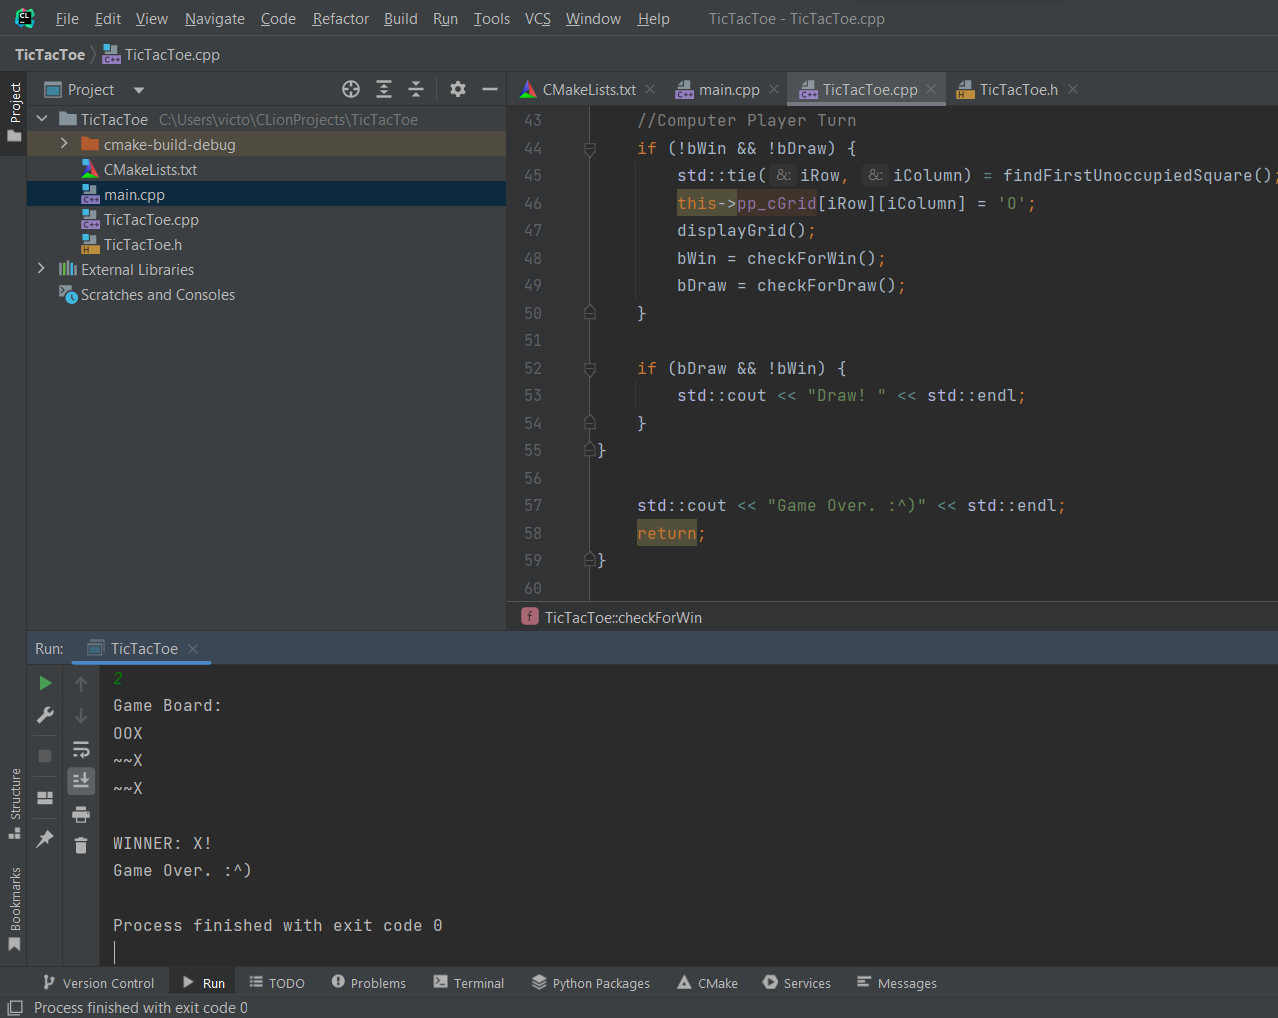 CL File Edit View Navigate Code Refactor Build Run Tools VCS Window Help TicTacToe - TicTacToe.cpp
TicTacToe C++ TicTacToe.cpp
Project
Project
CMakeLists.txt C++ main.cpp C++ TicTacToe.cpp H TicTacToe.h
TicTacToe C:\Users\victo\CLionProjects\TicTacToe
cmake-build-debug
CMakeLists.txt
C++ main.cpp
C++ TicTacToe.cpp
H TicTacToe.h
External Libraries
Scratches and Consoles
43 //Computer Player Turn
44 if (!bWin && !bDraw) {
45 std::tie( &: iRow, &: iColumn) = findFirstUnoccupiedSquare();
46 this->pp_cGrid[iRow][iColumn] = 'O';
47 displayGrid();
48 bWin = checkForWin();
49 bDraw = checkForDraw();
50 }
51
52 if (bDraw && !bWin) {
53 std::cout << "Draw! " << std::endl;
54 }
55 }
56
57 std::cout << "Game Over. :^)" << std::endl;
58 return;
59 }
60
f TicTacToe::checkForWin
Run: TicTacToe
2
Game Board:
OOX
~~X
~~X
WINNER: X!
Game Over. :^)
Process finished with exit code 0
Structure
Bookmarks
Version Control Run TODO Problems Terminal Python Packages CMake Services Messages
Process finished with exit code 0